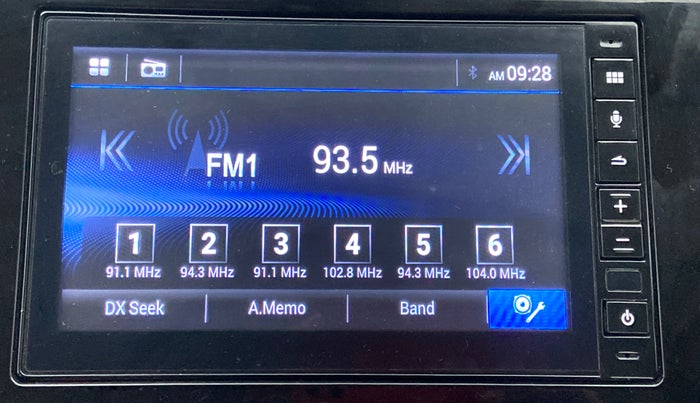 AM 09:28
FM1 93.5 MHz
1 2 3 4 5 6
91.1 MHz 94.3 MHz 91.1 MHz 102.8 MHz 94.3 MHz 104.0 MHz
DX Seek A.Memo Band